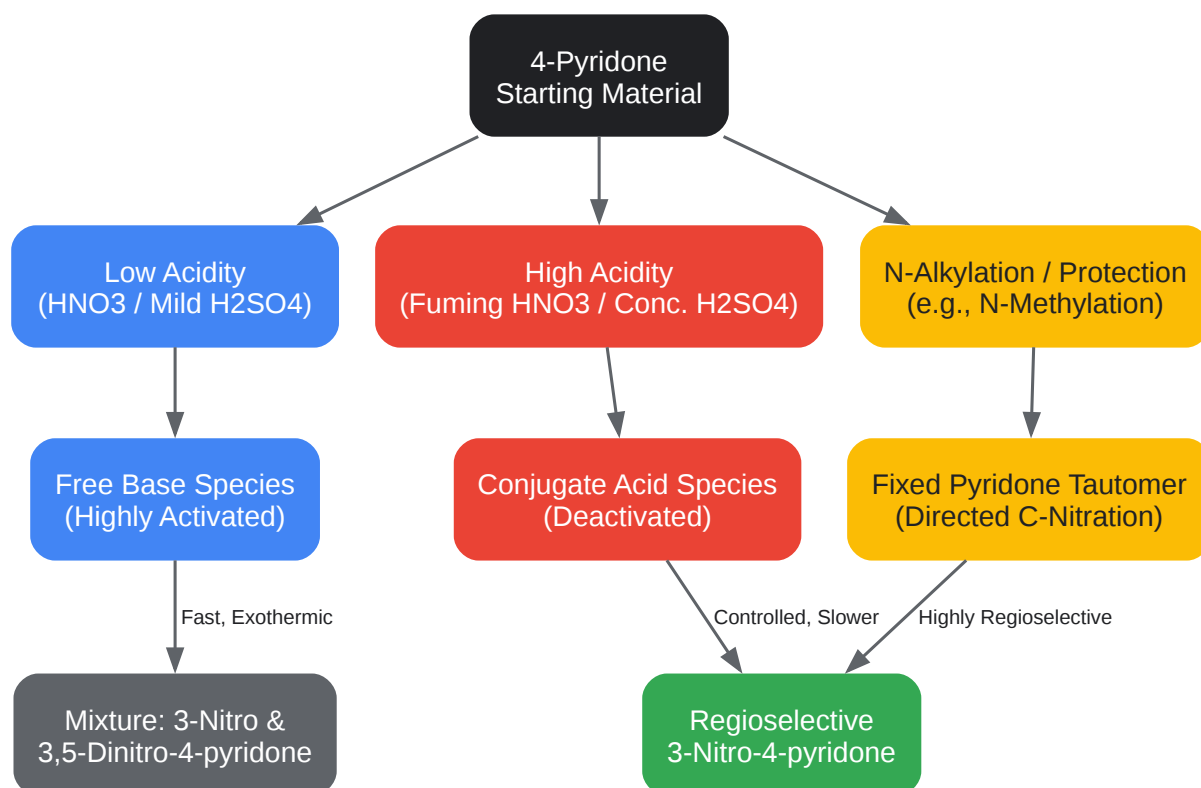 4-Pyridone
Starting Material
Low Acidity
(HNO3 / Mild H2SO4)
High Acidity
(Fuming HNO3 / Conc. H2SO4)
N-Alkylation / Protection
(e.g., N-Methylation)
Free Base Species
(Highly Activated)
Conjugate Acid Species
(Deactivated)
Fixed Pyridone Tautomer
(Directed C-Nitration)
Fast, Exothermic
Controlled, Slower
Highly Regioselective
Mixture: 3-Nitro &
3,5-Dinitro-4-pyridone
Regioselective
3-Nitro-4-pyridone